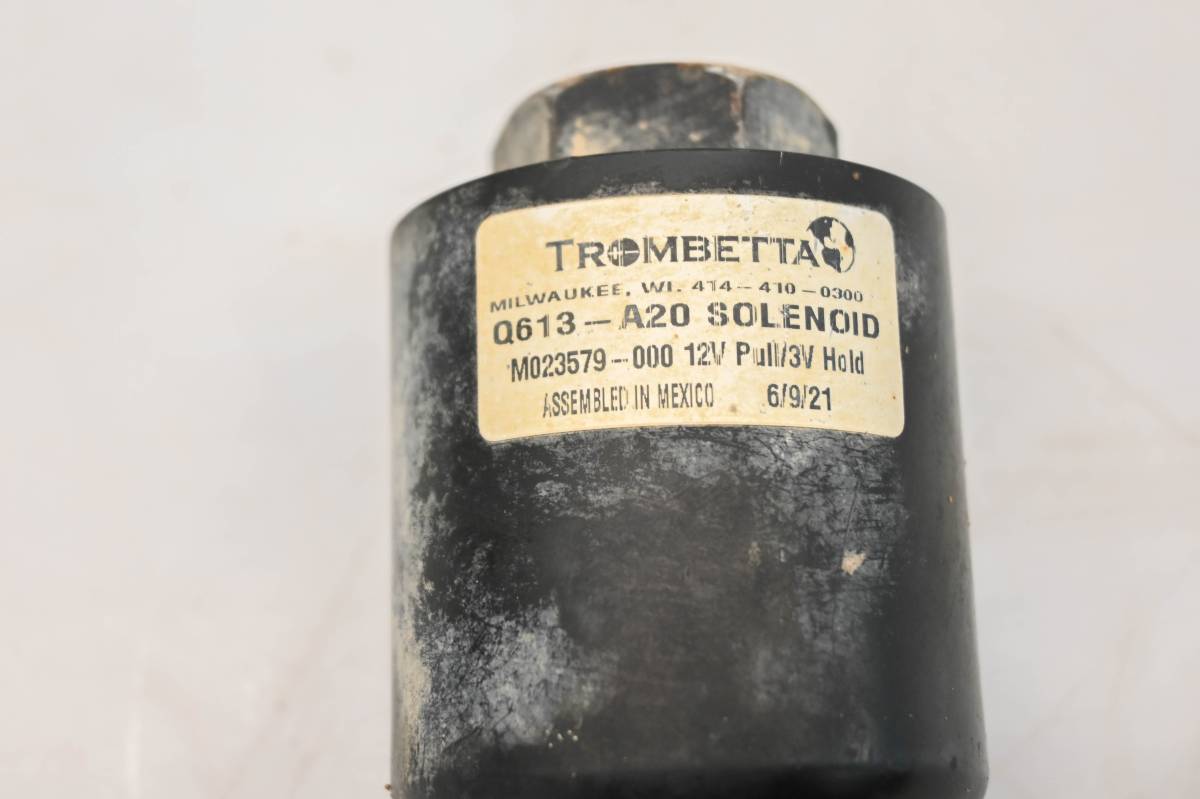 TROMBETTA
MILWAUKEE, WI. 414-410-0300
Q613-A20 SOLENOID
M023579-000 12V Pull/3V Hold
ASSEMBLED IN MEXICO 6/9/21